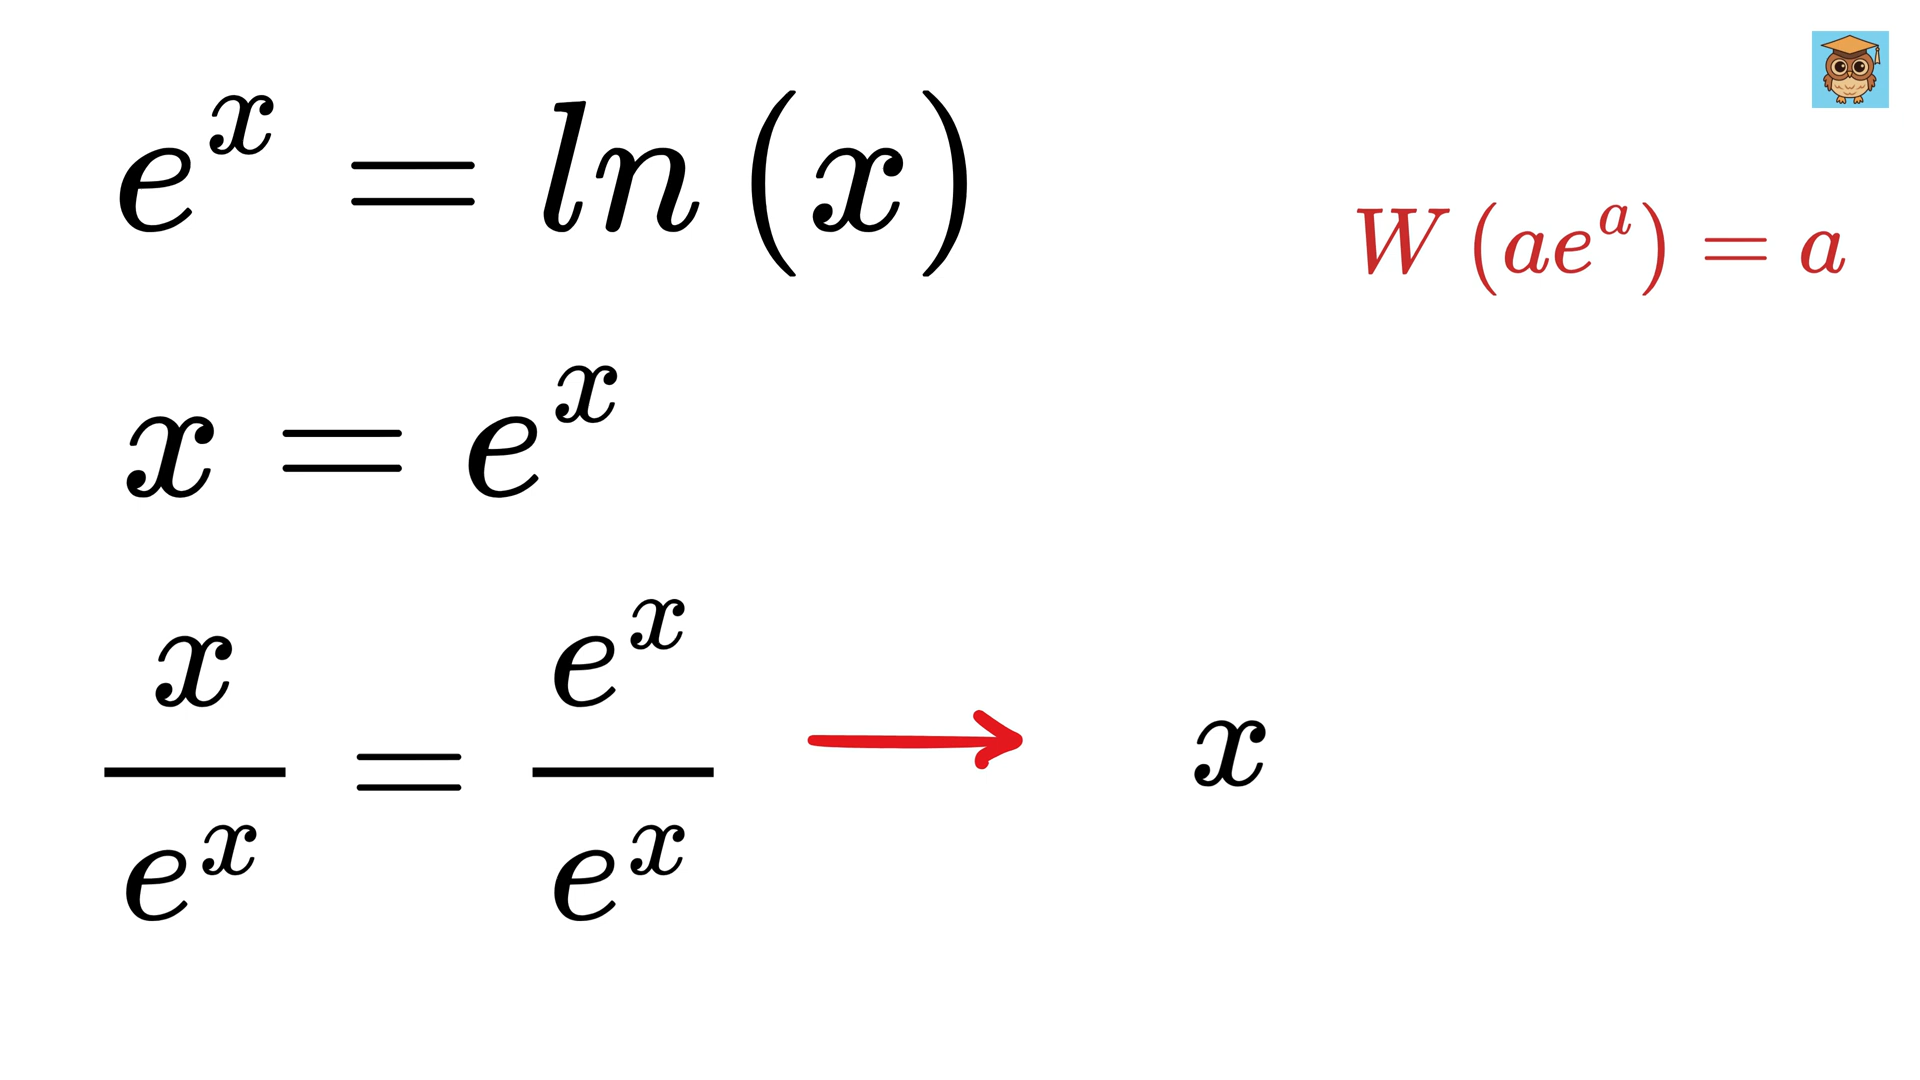 e^x = ln (x)
W (ae^a) = a
x = e^x
x/e^x = e^x/e^x → x